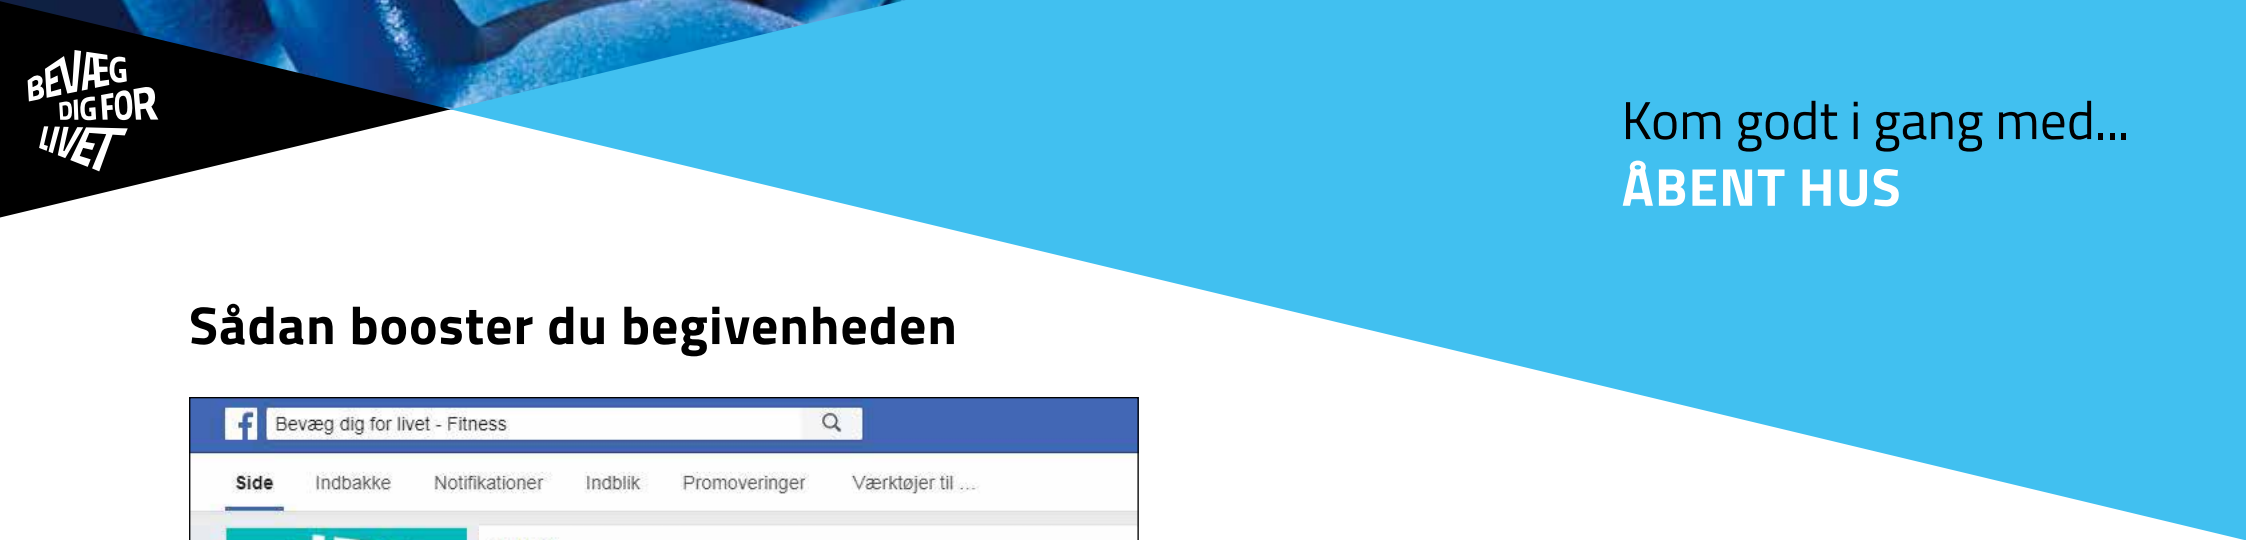 BEVÆG
DIG FOR
LIVET
Kom godt i gang med...
ÅBENT HUS
Sådan booster du begivenheden
f
Bevæg dig for livet - Fitness
Side Indbakke Notifikationer Indblik Promoveringer Værktøjer til ...